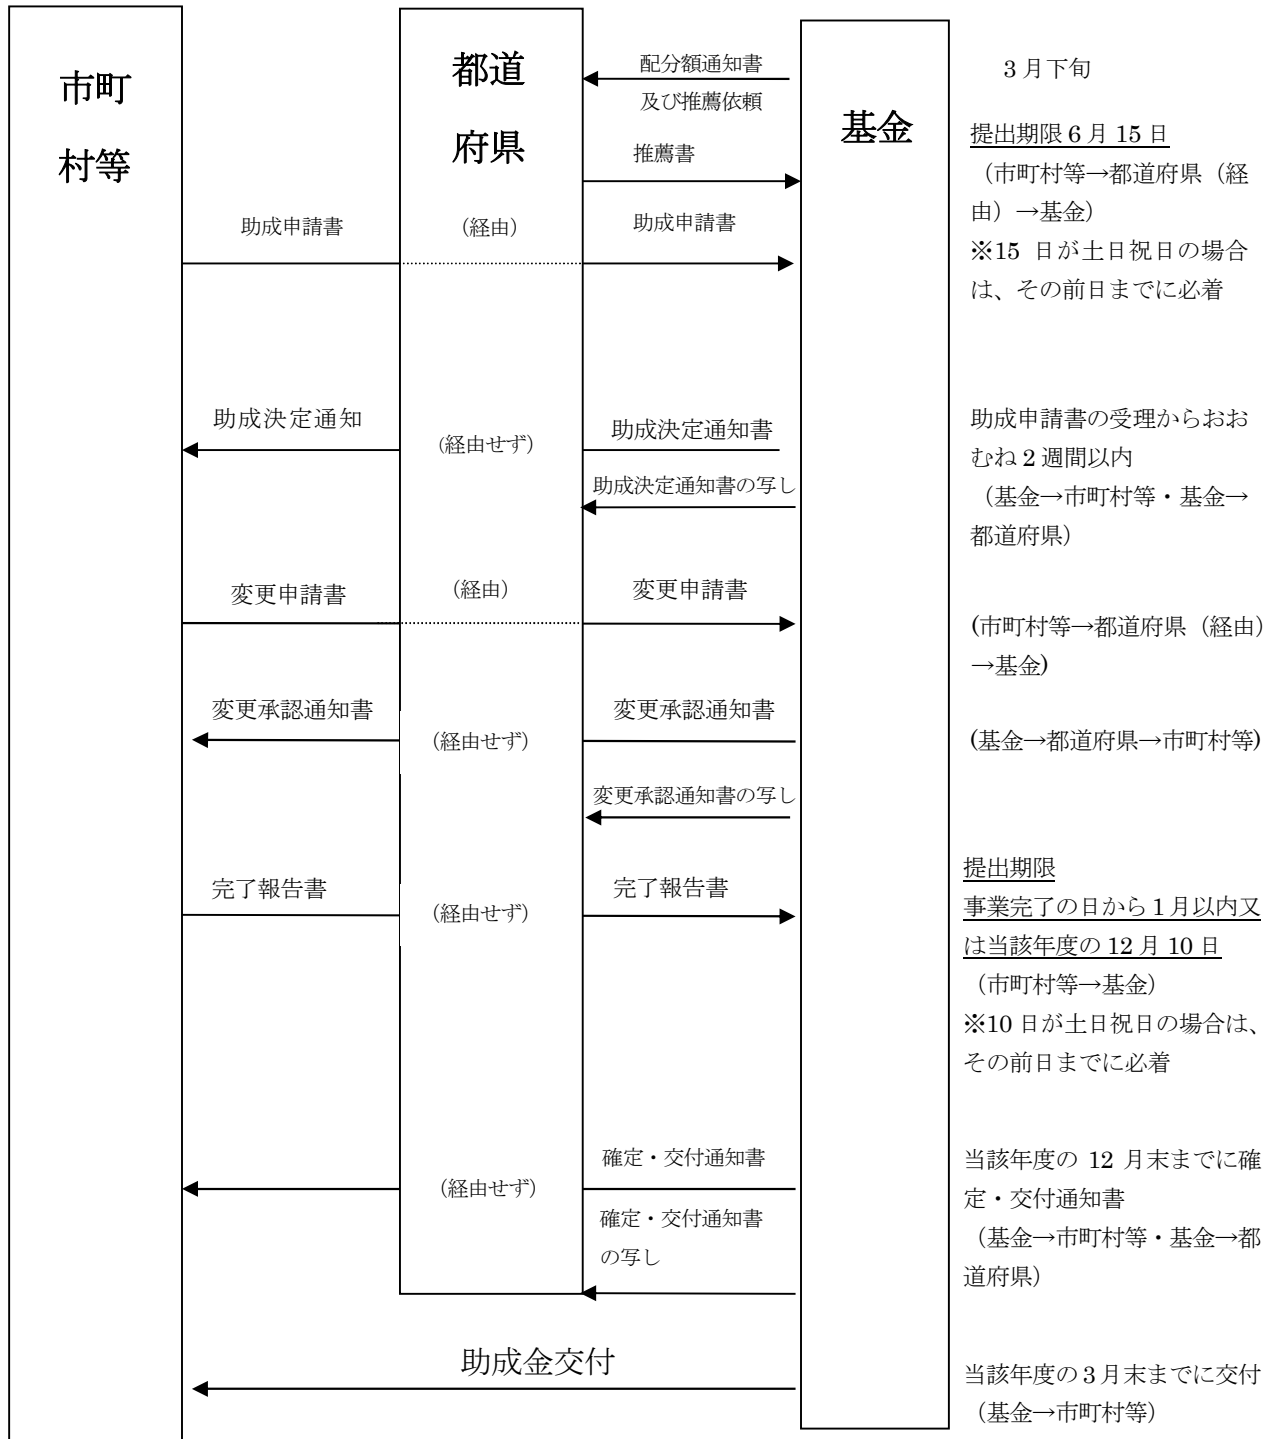 市町
村等
都道
府県
基金
配分額通知書
及び推薦依頼
3月下旬
推薦書
提出期限6月15日
(市町村等→都道府県(経
由)→基金)
※15 日が土日祝日の場合
は、その前日までに必着
助成申請書
(経由)
助成申請書
助成決定通知
(経由せず)
助成決定通知書
助成決定通知書の写し
助成申請書の受理からおお
むね2週間以内
(基金→市町村等・基金→
都道府県)
変更申請書
(経由)
変更申請書
(市町村等→都道府県(経由)
→基金)
変更承認通知書
(経由せず)
変更承認通知書
(基金→都道府県→市町村等)
変更承認通知書の写し
完了報告書
(経由せず)
完了報告書
提出期限
事業完了の日から1月以内又
は当該年度の12月10日
(市町村等→基金)
※10日が土日祝日の場合は、
その前日までに必着
(経由せず)
確定・交付通知書
確定・交付通知書
の写し
当該年度の 12 月末までに確
定・交付通知書
(基金→市町村等・基金→都
道府県)
助成金交付
当該年度の3月末までに交付
(基金→市町村等)